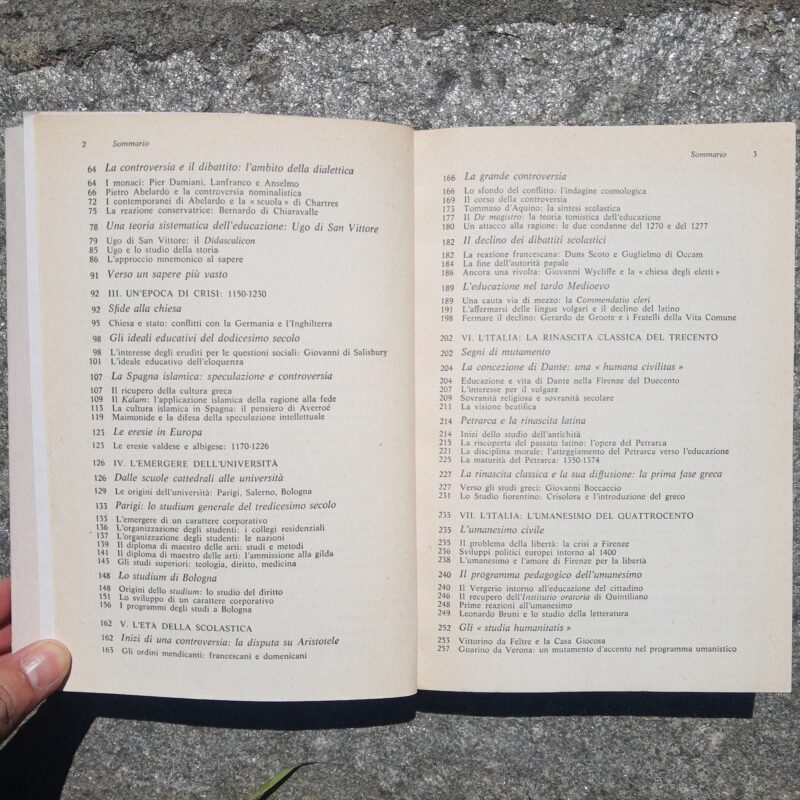 2 Sommario
64 La controversia e il dibattito: l'ambito della dialettica
64 I monaci: Pier Damiani, Lanfranco e Anselmo
66 Pietro Abelardo e la controversia nominalistica
72 I contemporanei di Abelardo e la « scuola » di Chartres
75 La reazione conservatrice: Bernardo di Chiaravalle
78 Una teoria sistematica dell'educazione: Ugo di San Vittore
79 Ugo di San Vittore: il Didascalicon
85 Ugo e lo studio della storia
86 L'approccio mnemonico al sapere
91 Verso un sapere più vasto
92 III. UN'EPOCA DI CRISI: 1150-1230
92 Sfide alla chiesa
95 Chiesa e stato: conflitti con la Germania e l'Inghilterra
98 Gli ideali educativi del dodicesimo secolo
98 L'interesse degli eruditi per le questioni sociali: Giovanni di Salisbury
101 L'ideale educativo dell'eloquenza
107 La Spagna islamica: speculazione e controversia
107 Il ricupero della cultura greca
109 Il Kalam: l'applicazione islamica della ragione alla fede
113 La cultura islamica in Spagna: il pensiero di Averroé
119 Maimonide e la difesa della speculazione intellettuale
123 Le eresie in Europa
123 Le eresie valdese e albigese: 1170-1226
126 IV. L'EMERGERE DELL'UNIVERSITÀ
126 Dalle scuole cattedrali alle università
129 Le origini dell'università: Parigi, Salerno, Bologna
133 Parigi: lo studium generale del tredicesimo secolo
133 L'emergere di un carattere corporativo
136 L'organizzazione degli studenti: i collegi residenziali
137 L'organizzazione degli studenti: le nazioni
139 Il diploma di maestro delle arti: studi e metodi
141 Il diploma di maestro delle arti: l'ammissione alla gilda
143 Gli studi superiori: teologia, diritto, medicina
148 Lo studium di Bologna
148 Origini dello studium: lo studio del diritto
151 Lo sviluppo di un carattere corporativo
156 I programmi degli studi a Bologna
162 V. L'ETÀ DELLA SCOLASTICA
162 Inizi di una controversia: la disputa su Aristotele
163 Gli ordini mendicanti: francescani e domenicani
Sommario 3
166 La grande controversia
166 Lo sfondo del conflitto: l'indagine cosmologica
169 Il corso della controversia
173 Tommaso d'Aquino: la sintesi scolastica
177 Il De magistro: la teoria tomistica dell'educazione
180 Un attacco alla ragione: le due condanne del 1270 e del 1277
182 Il declino dei dibattiti scolastici
182 La reazione francescana: Duns Scoto e Guglielmo di Occam
184 La fine dell'autorità papale
186 Ancora una rivolta: Giovanni Wycliffe e la « chiesa degli eletti »
189 L'educazione nel tardo Medioevo
189 Una cauta via di mezzo: la Commendatio cleri
191 L'affermarsi delle lingue volgari e il declino del latino
198 Fermare il declino: Gerardo de Groote e i Fratelli della Vita Comune
202 VI. L'ITALIA: LA RINASCITA CLASSICA DEL TRECENTO
202 Segni di mutamento
204 La concezione di Dante: una « humana civilitas »
204 Educazione e vita di Dante nella Firenze del Duecento
207 L'interesse per il volgare
209 Sovranità religiosa e sovranità secolare
211 La visione beatifica
214 Petrarca e la rinascita latina
214 Inizi dello studio dell'antichità
215 La riscoperta del passato latino: l'opera del Petrarca
221 La disciplina morale: l'atteggiamento del Petrarca verso l'educazione
225 La maturità del Petrarca: 1350-1374
227 La rinascita classica e la sua diffusione: la prima fase greca
227 Verso gli studi greci: Giovanni Boccaccio
231 Lo Studio fiorentino: Crisolora e l'introduzione del greco
235 VII. L'ITALIA: L'UMANESIMO DEL QUATTROCENTO
235 L'umanesimo civile
235 Il problema della libertà: la crisi a Firenze
236 Sviluppi politici europei intorno al 1400
238 L'umanesimo e l'amore di Firenze per la libertà
240 Il programma pedagogico dell'umanesimo
240 Il Vergerio intorno all'educazione del cittadino
246 Il recupero dell'Institutio oratoria di Quintiliano
248 Prime reazioni all'umanesimo
249 Leonardo Bruni e lo studio della letteratura
252 Gli « studia humanitatis »
253 Vittorino da Feltre e la Casa Giocosa
257 Guarino da Verona: un mutamento d'accento nel programma umanistico